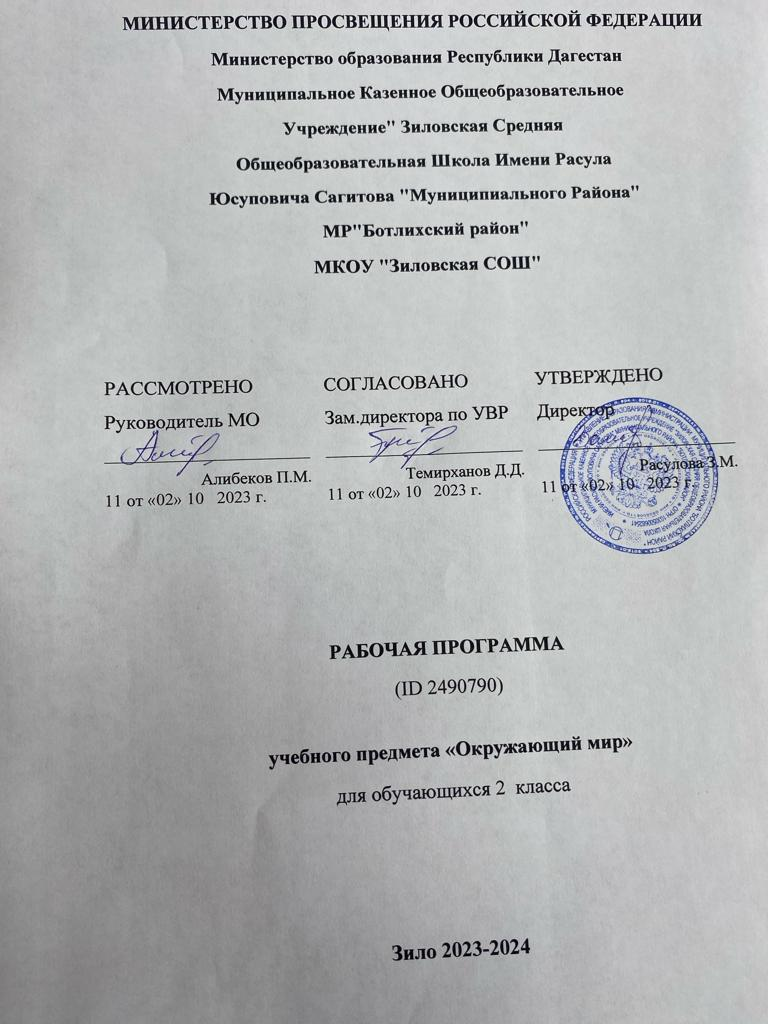 МИНИСТЕРСТВО ПРОСВЕЩЕНИЯ РОССИЙСКОЙ ФЕДЕРАЦИИ
Министерство образования Республики Дагестан
Муниципальное Казенное Общеобразовательное
Учреждение" Зиловская Средняя
Общеобразовательная Школа Имени Расула
Юсуповича Сагитова "Муниципиального Района"
МР"Ботлихский район"
МКОУ "Зиловская СОШ"
РАССМОТРЕНО
Руководитель МО
Алибеков П.М.
11 от «02» 10 2023 г.
СОГЛАСОВАНО
Зам.директора по УВР
Темирханов Д.Д.
11 от «02» 10 2023 г.
УТВЕРЖДЕНО
Директор
Расулова З.М.
11 от «02» 10 2023 г.
РАБОЧАЯ ПРОГРАММА
(ID 2490790)
учебного предмета «Окружающий мир»
для обучающихся 2 класса
Зило 2023-2024